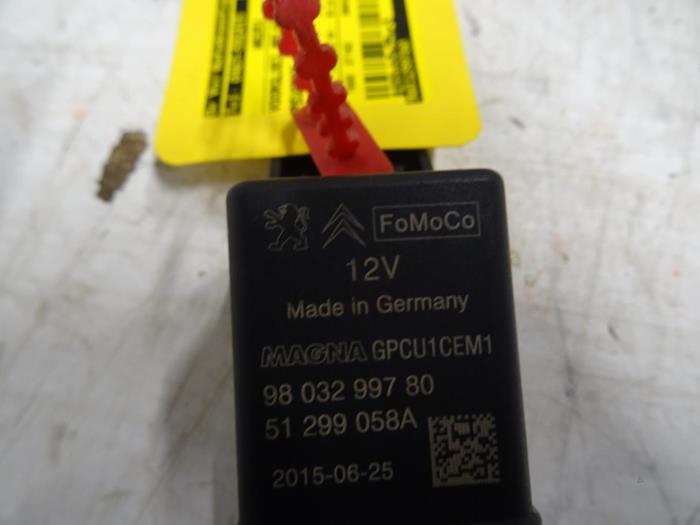 FoMoCo
12V
Made in Germany
MAGNA GPCU1CEM1
98 032 997 80
51 299 058A
2015-06-25